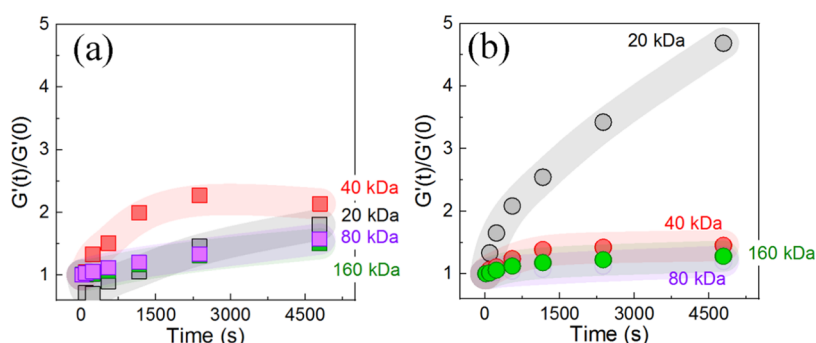 (a)
G'(t)/G'(0)
5
4
3
2
1
40 kDa
20 kDa
80 kDa
160 kDa
0
1500
3000
4500
Time (s)
(b)
G'(t)/G'(0)
5
4
3
2
1
20 kDa
40 kDa
160 kDa
80 kDa
0
1500
3000
4500
Time (s)